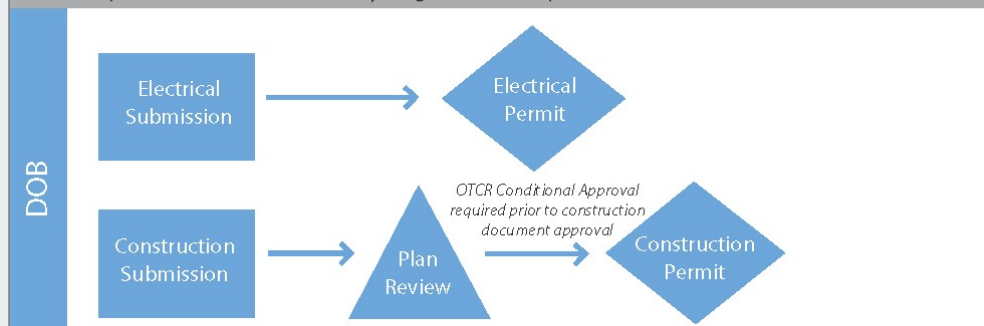 DOB
Electrical
Submission
Electrical
Permit
OTCR Conditional Approval
required prior to construction
document approval
Construction
Submission
Plan
Review
Construction
Permit